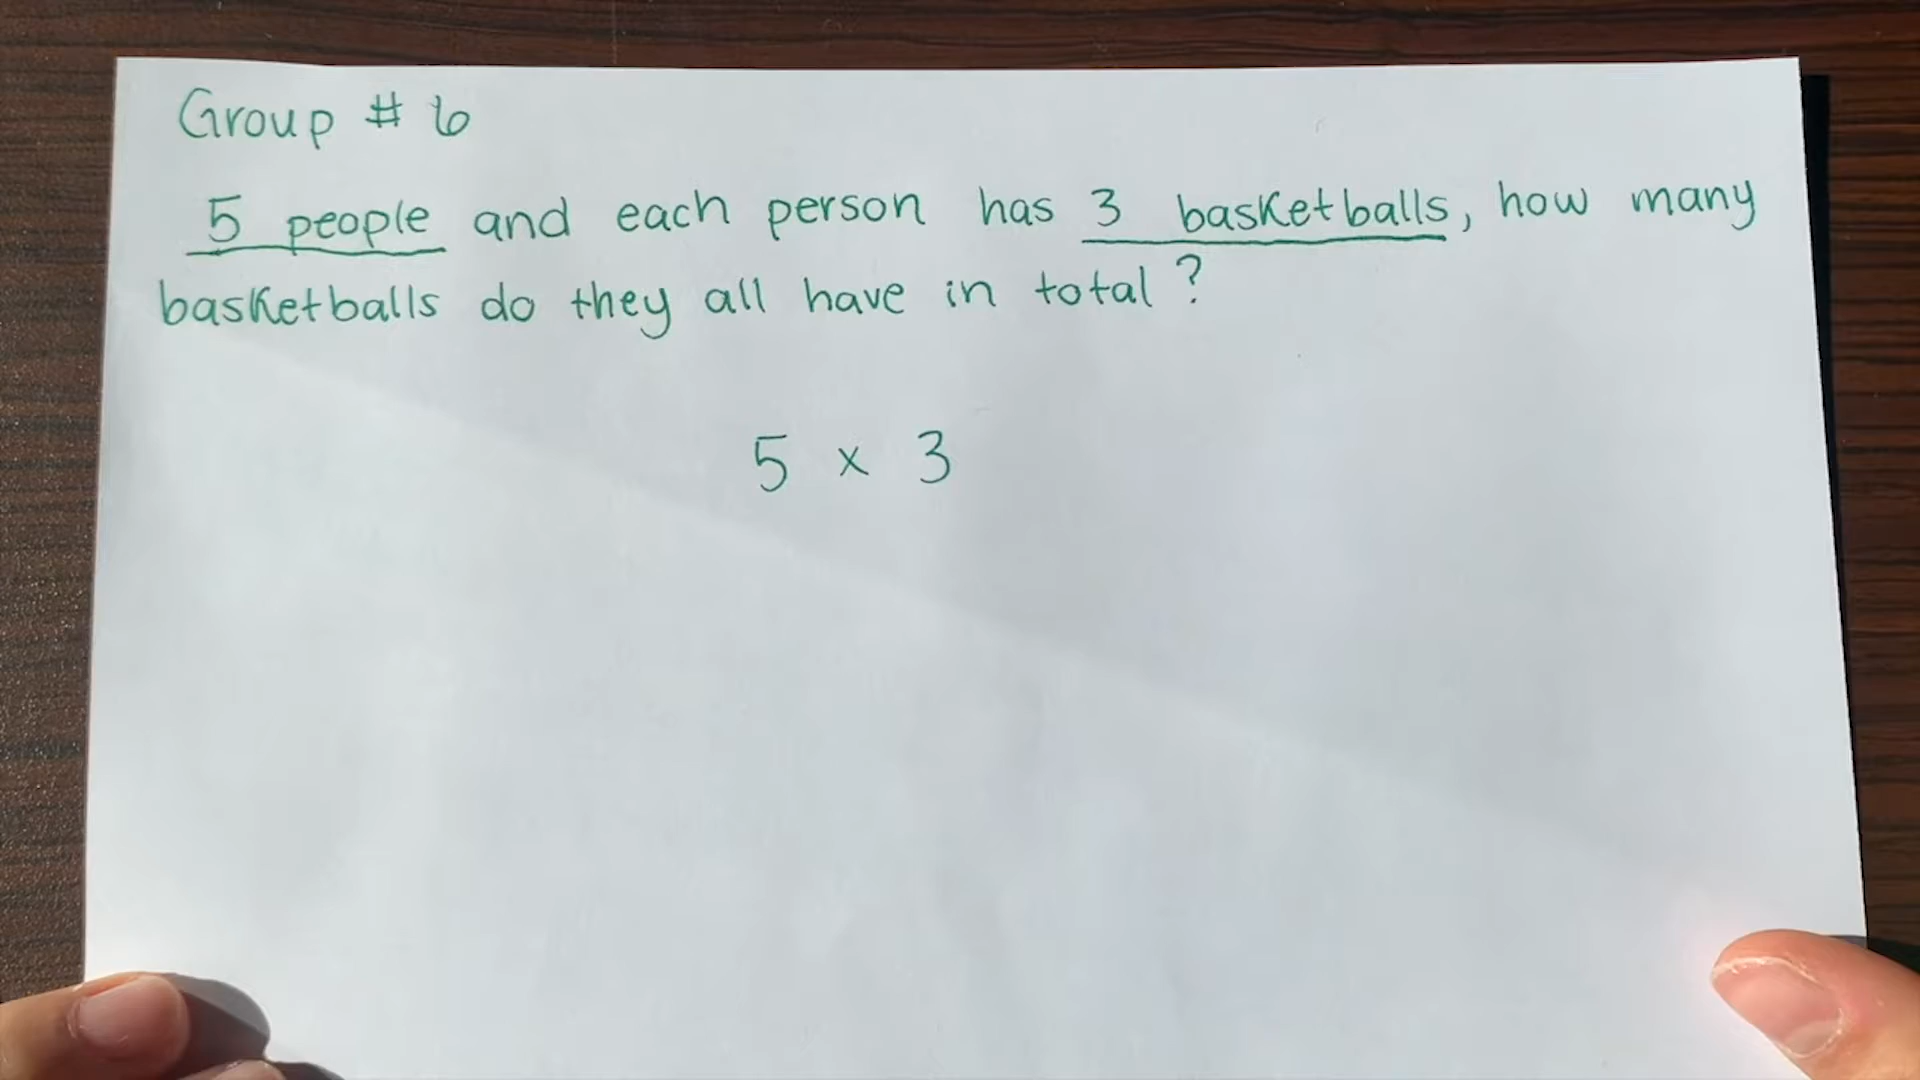 Group # 6
5 people and each person has 3 basketballs, how many
basketballs do they all have in total ?
5 x 3